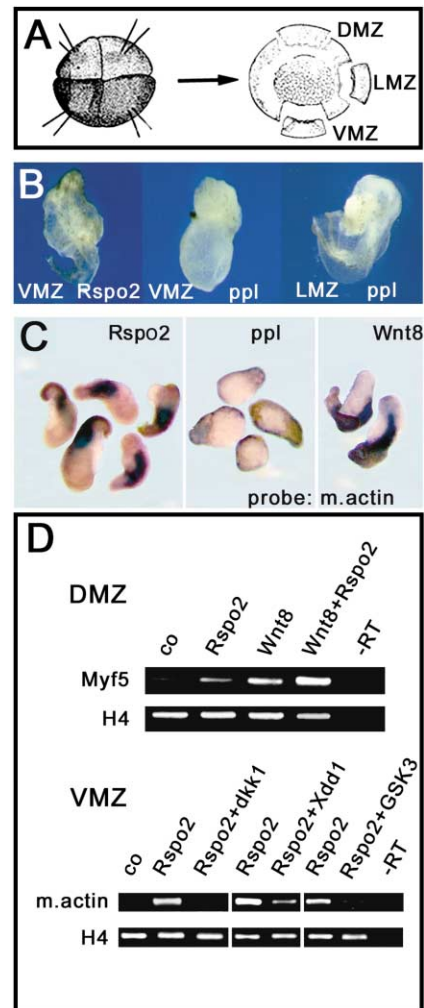 A
DMZ
LMZ
VMZ
B
VMZ Rspo2 VMZ ppl LMZ ppl
C Rspo2 ppl Wnt8
probe: m.actin
D
DMZ
co Rspo2 Wnt8 Wnt8+Rspo2 -RT
Myf5
H4
VMZ
co Rspo2 Rspo2+dkk1 Rspo2 Rspo2+Xdd1 Rspo2 Rspo2+GSK3 -RT
m.actin
H4